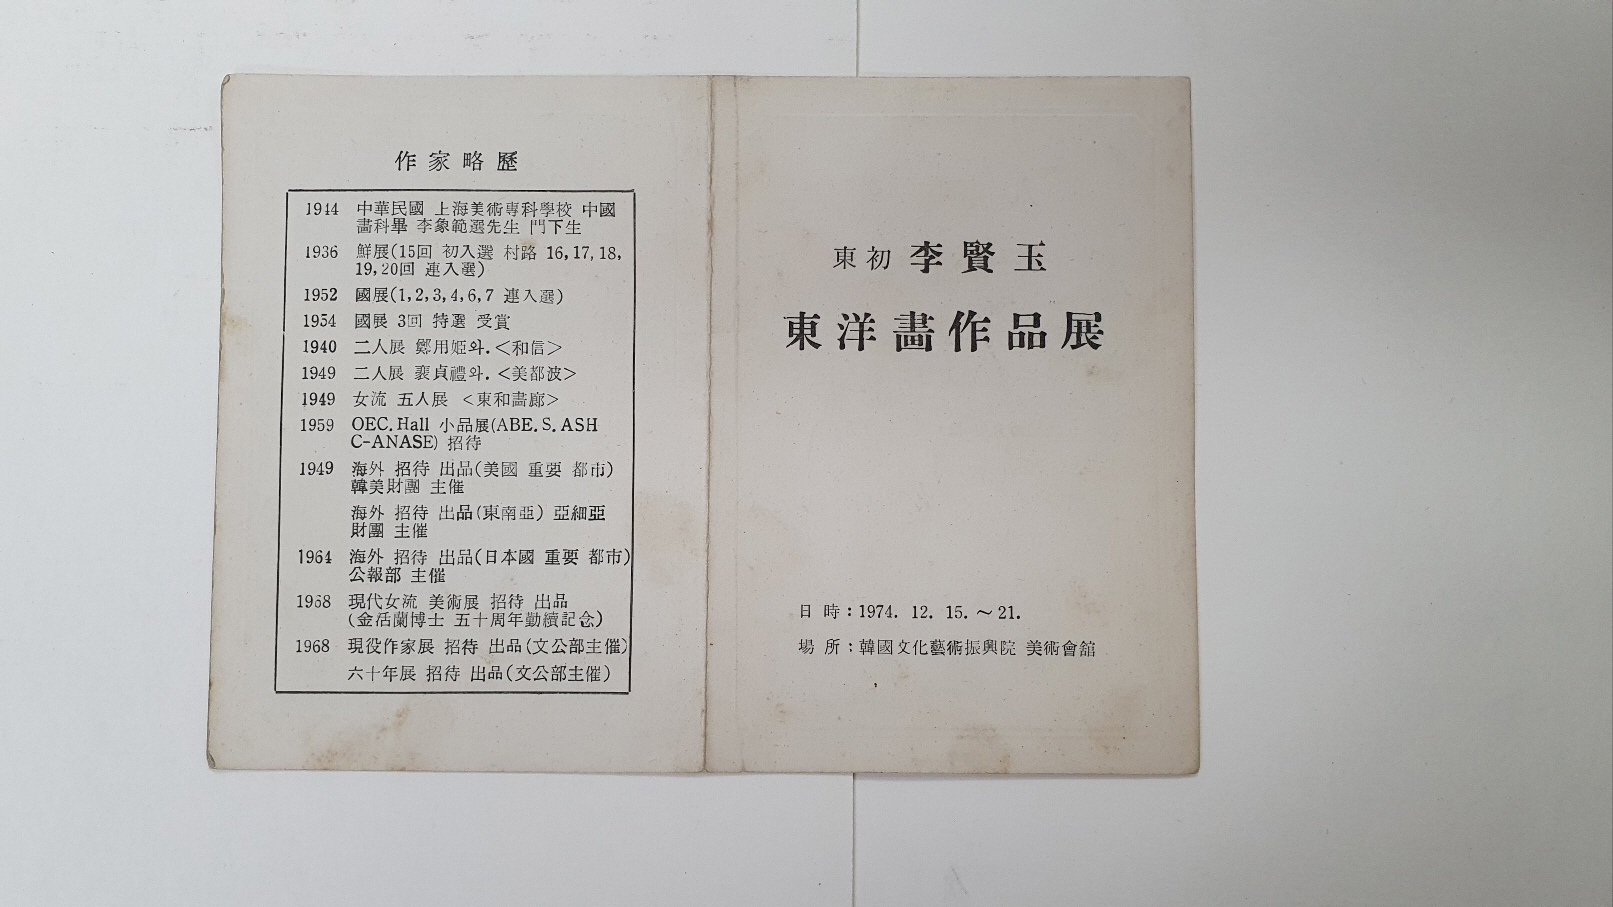 作家略歷
1944 中華民國 上海美術専科學校 中國
畵科畢 李象範選先生 門下生
1936 鮮展(15回 初入選 村路 16,17,18,
19,20回 連入選)
1952 國展(1,2,3,4,6,7 連入選)
1954 國展 3回 特選 受賞
1940 二人展 鄭用姬와.<和信>
1949 二人展 裵貞禮와.<美都波>
1949 女流 五人展 <東和畵廊>
1959 OEC.Hall 小品展(ABE.S.ASH
C-ANASE) 招待
1949 海外 招待 出品(美國 重要 都市)
韓美財團 主催
海外 招待 出品(東南亞) 亞細亞
財團 主催
1964 海外 招待 出品(日本國 重要 都市)
公報部 主催
1958 現代女流 美術展 招待 出品
(金活蘭博士 五十周年勤續記念)
1968 現役作家展 招待 出品(文公部主催)
六十年展 招待 出品(文公部主催)
東初 李賢玉
東洋畵作品展
日 時:1974. 12. 15.~21.
場 所:韓國文化藝術振興院 美術會舘